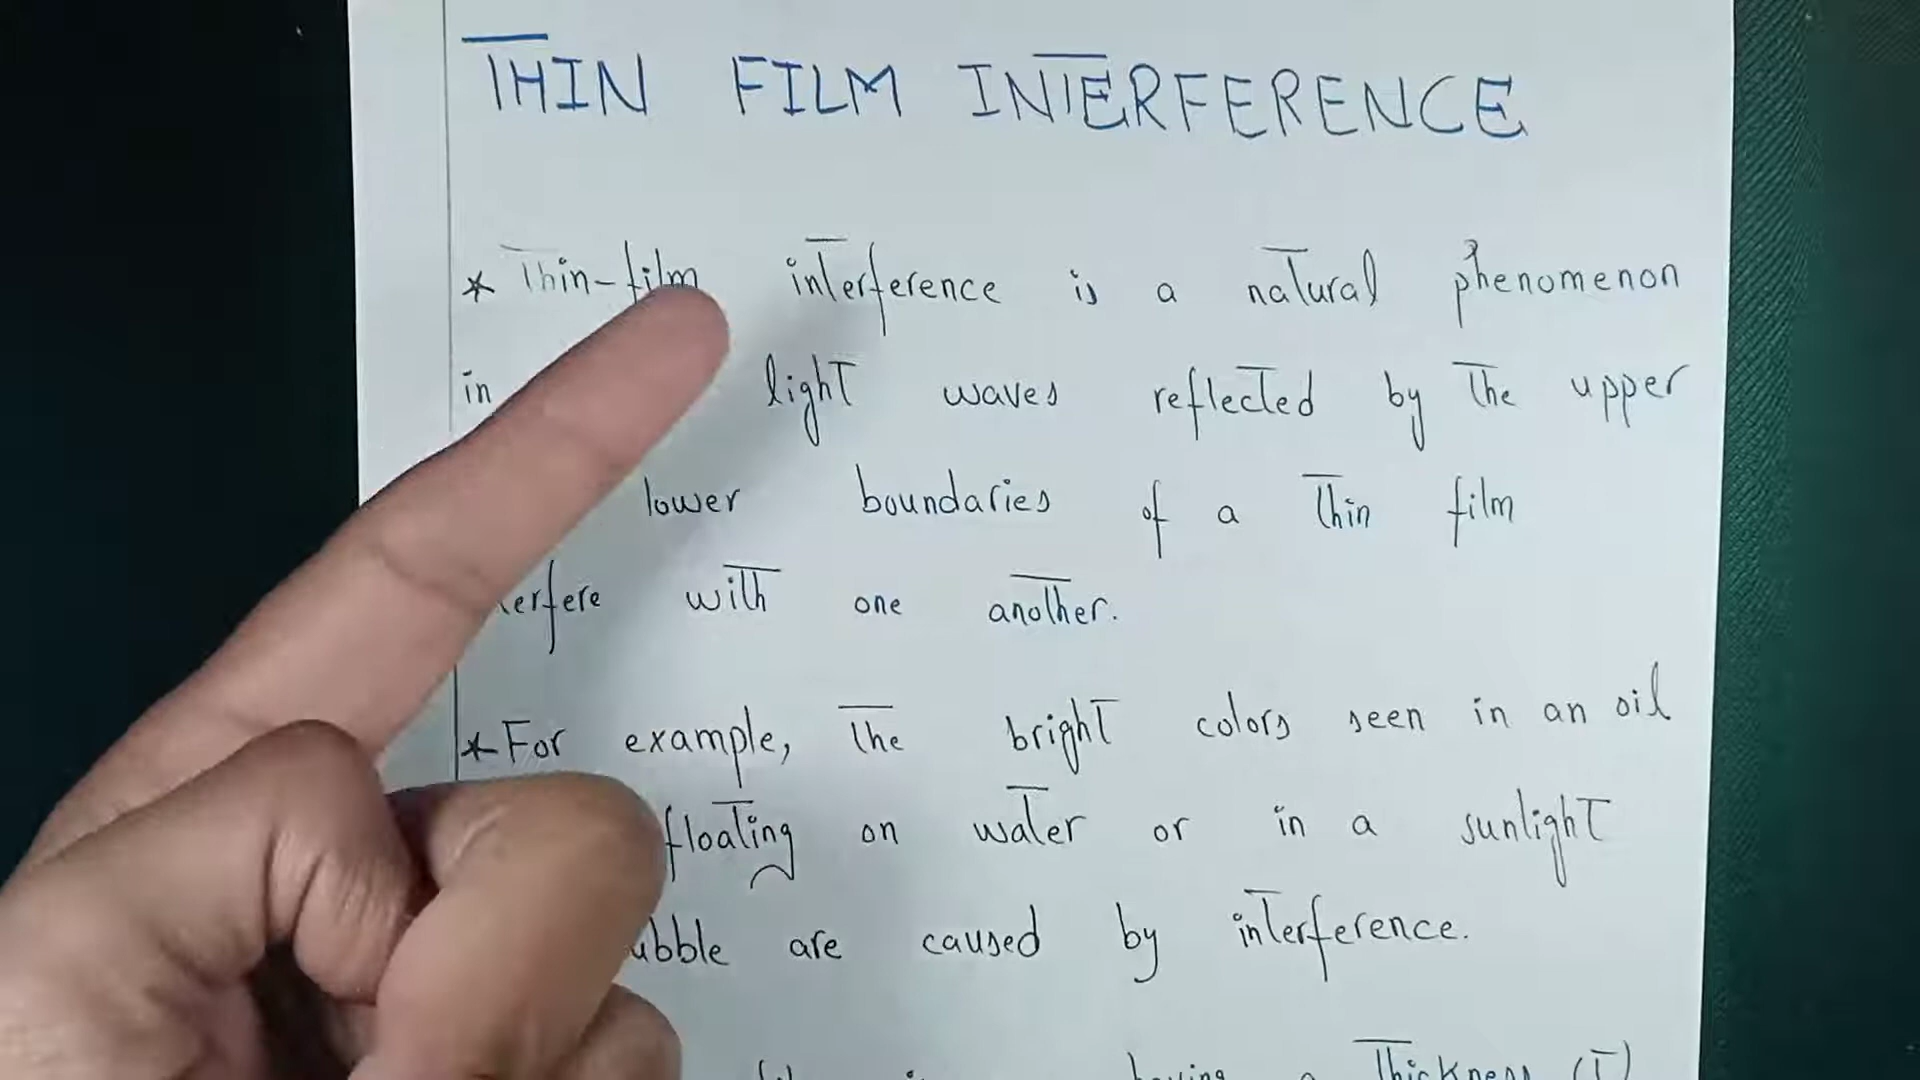 THIN FILM INTERFERENCE
* Thin-film interference is a natural phenomenon
in light waves reflected by the upper
lower boundaries of a thin film
with one another.
* For example, the bright colors seen in an oil
floating on water or in a sunlight
are caused by interference.
having a Thickness (T)